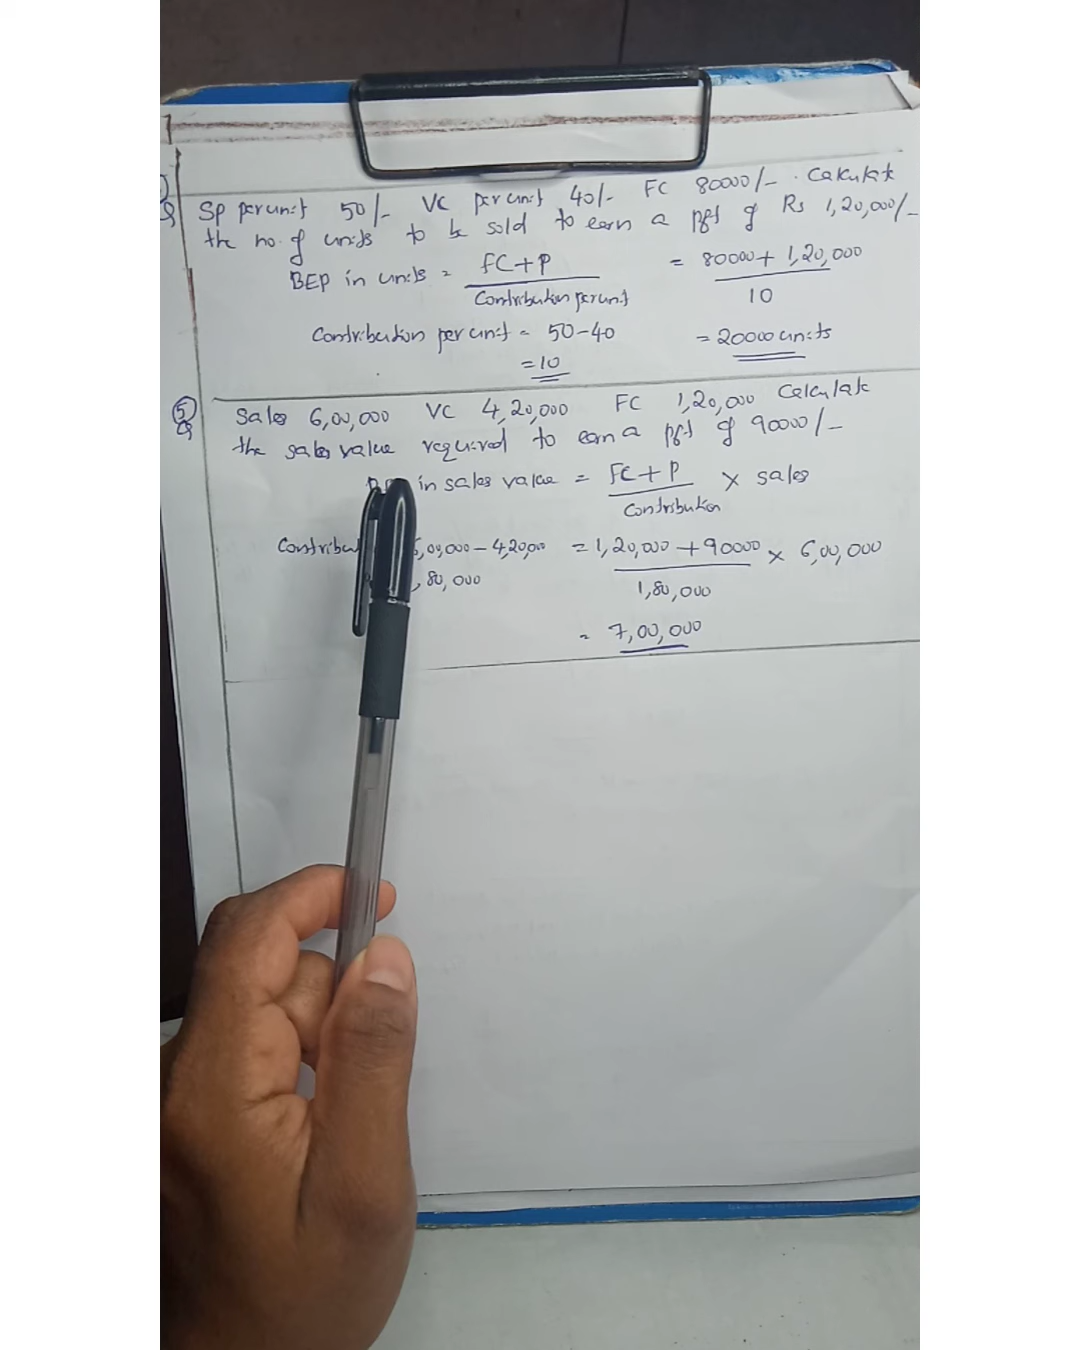 Q SP per unit 50/- VC per unit 40/- FC 80000/-. Calculate
the no. of units to be sold to earn a pft of Rs 1,20,000/-
BEP in units = FC+P / Contribution per unit = 80000 + 1,20,000 / 10
Contribution per unit = 50-40 = 20000 units
=10
5 Q Sales 6,00,000 VC 4,20,000 FC 1,20,000 Calculate
the sales value required to earn a pft of 90000/-
in sales value = FC+P / Contribution × sales
,00,000 - 4,20,000 = 1,20,000 + 90000 / 1,80,000 × 6,00,000
,80,000
= 7,00,000